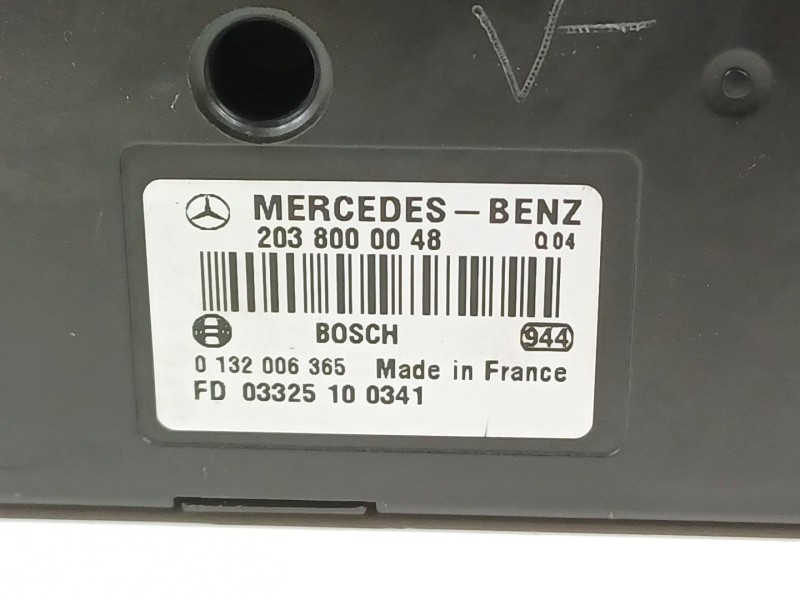 V-
MERCEDES-BENZ
203 800 00 48 Q04
BOSCH 944
0 132 006 365 Made in France
FD 03325 10 0341